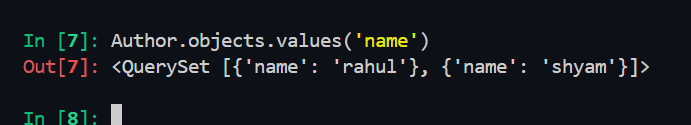 In [7]: Author.objects.values('name')
Out[7]: <QuerySet [{'name': 'rahul'}, {'name': 'shyam'}]>
In [8]: